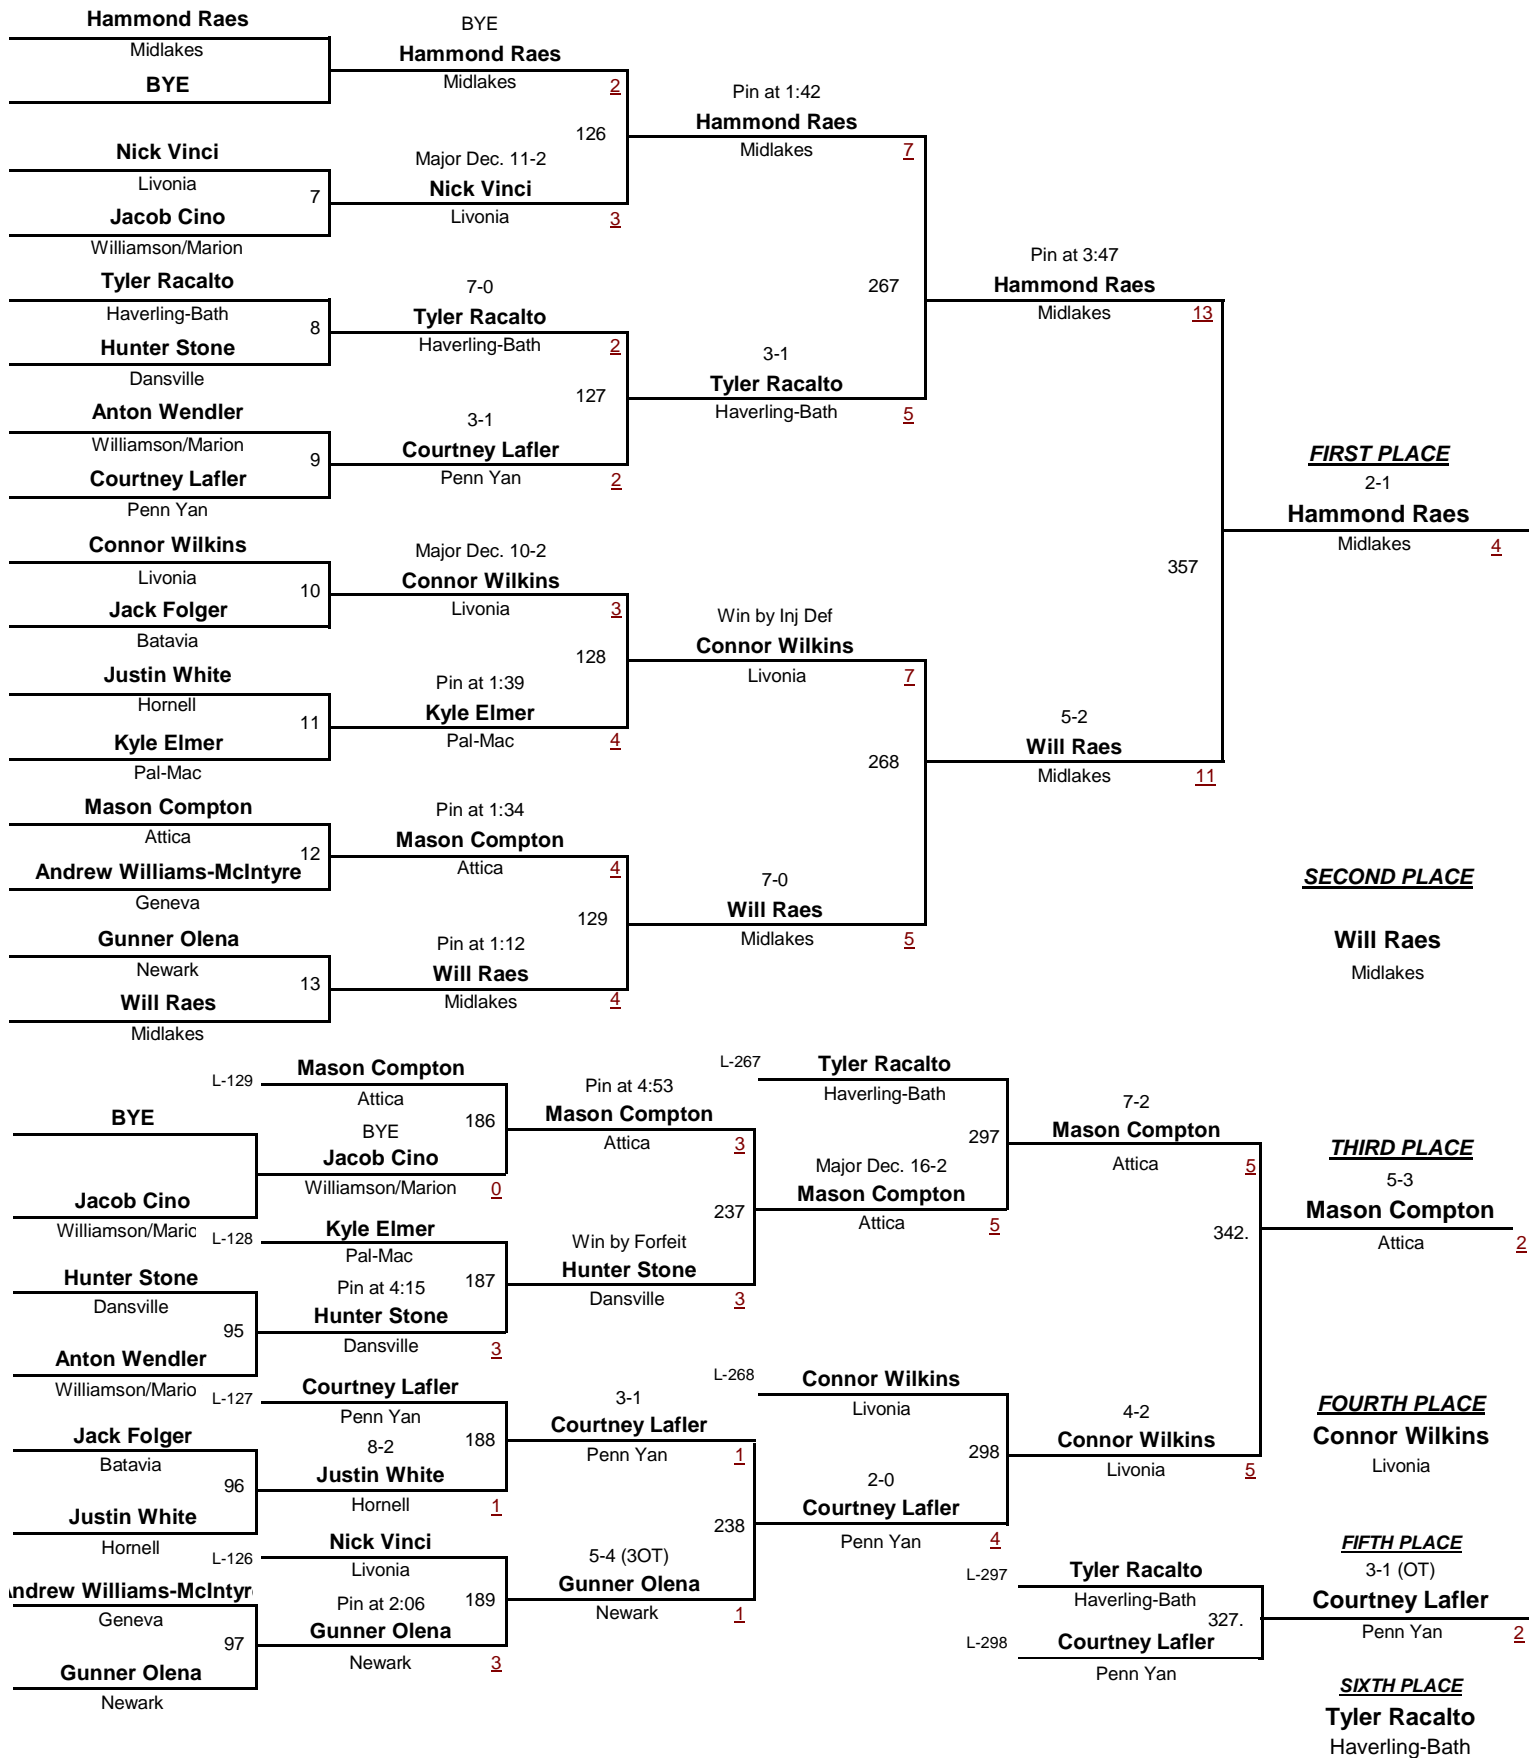 Hammond Raes
Midlakes
BYE
Nick Vinci
Livonia
7
Jacob Cino
Williamson/Marion
Tyler Racalto
Haverling-Bath
8
Hunter Stone
Dansville
Anton Wendler
Williamson/Marion
9
Courtney Lafler
Penn Yan
Connor Wilkins
Livonia
10
Jack Folger
Batavia
Justin White
Hornell
11
Kyle Elmer
Pal-Mac
Mason Compton
Attica
12
Andrew Williams-McIntyre
Geneva
Gunner Olena
Newark
13
Will Raes
Midlakes
BYE
Hammond Raes
Midlakes 2
126
Major Dec. 11-2
Nick Vinci
Livonia 3
7-0
Tyler Racalto
Haverling-Bath 2
127
3-1
Courtney Lafler
Penn Yan 2
Major Dec. 10-2
Connor Wilkins
Livonia 3
128
Pin at 1:39
Kyle Elmer
Pal-Mac 4
Pin at 1:34
Mason Compton
Attica 4
129
Pin at 1:12
Will Raes
Midlakes 4
Pin at 1:42
Hammond Raes
Midlakes 7
267
3-1
Tyler Racalto
Haverling-Bath 5
Win by Inj Def
Connor Wilkins
Livonia 7
268
7-0
Will Raes
Midlakes 5
Pin at 3:47
Hammond Raes
Midlakes 13
357
5-2
Will Raes
Midlakes 11
FIRST PLACE
2-1
Hammond Raes
Midlakes 4
SECOND PLACE
Will Raes
Midlakes
BYE
Jacob Cino
Williamson/Maric
Hunter Stone
Dansville
95
Anton Wendler
Williamson/Mario
Jack Folger
Batavia
96
Justin White
Hornell
Andrew Williams-McIntyr
Geneva
97
Gunner Olena
Newark
L-129 Mason Compton
Attica
186
BYE
Jacob Cino
Williamson/Marion 0
L-128 Kyle Elmer
Pal-Mac
187
Pin at 4:15
Hunter Stone
Dansville 3
L-127 Courtney Lafler
Penn Yan
188
8-2
Justin White
Hornell 1
L-126 Nick Vinci
Livonia
189
Pin at 2:06
Gunner Olena
Newark 3
Pin at 4:53
Mason Compton
Attica 3
237
Win by Forfeit
Hunter Stone
Dansville 3
3-1
Courtney Lafler
Penn Yan 1
238
5-4 (3OT)
Gunner Olena
Newark 1
L-267 Tyler Racalto
Haverling-Bath
297
Major Dec. 16-2
Mason Compton
Attica 5
L-268 Connor Wilkins
Livonia
298
2-0
Courtney Lafler
Penn Yan 4
7-2
Mason Compton
Attica 5
342.
4-2
Connor Wilkins
Livonia 5
THIRD PLACE
5-3
Mason Compton
Attica 2
FOURTH PLACE
Connor Wilkins
Livonia
L-297 Tyler Racalto
Haverling-Bath
327.
L-298 Courtney Lafler
Penn Yan
FIFTH PLACE
3-1 (OT)
Courtney Lafler
Penn Yan 2
SIXTH PLACE
Tyler Racalto
Haverling-Bath